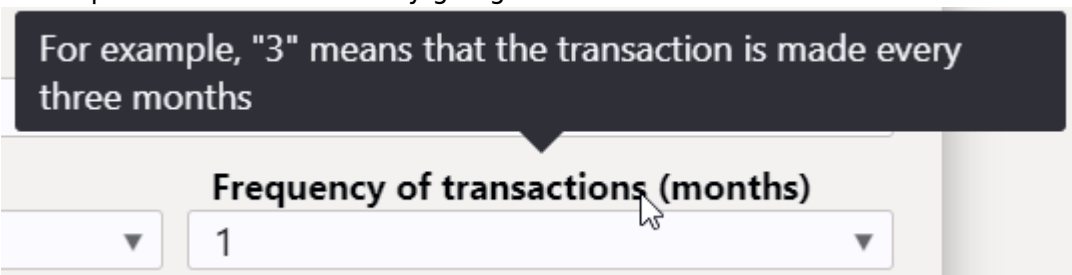 For example, "3" means that the transaction is made every
three months
Frequency of transactions (months)
1